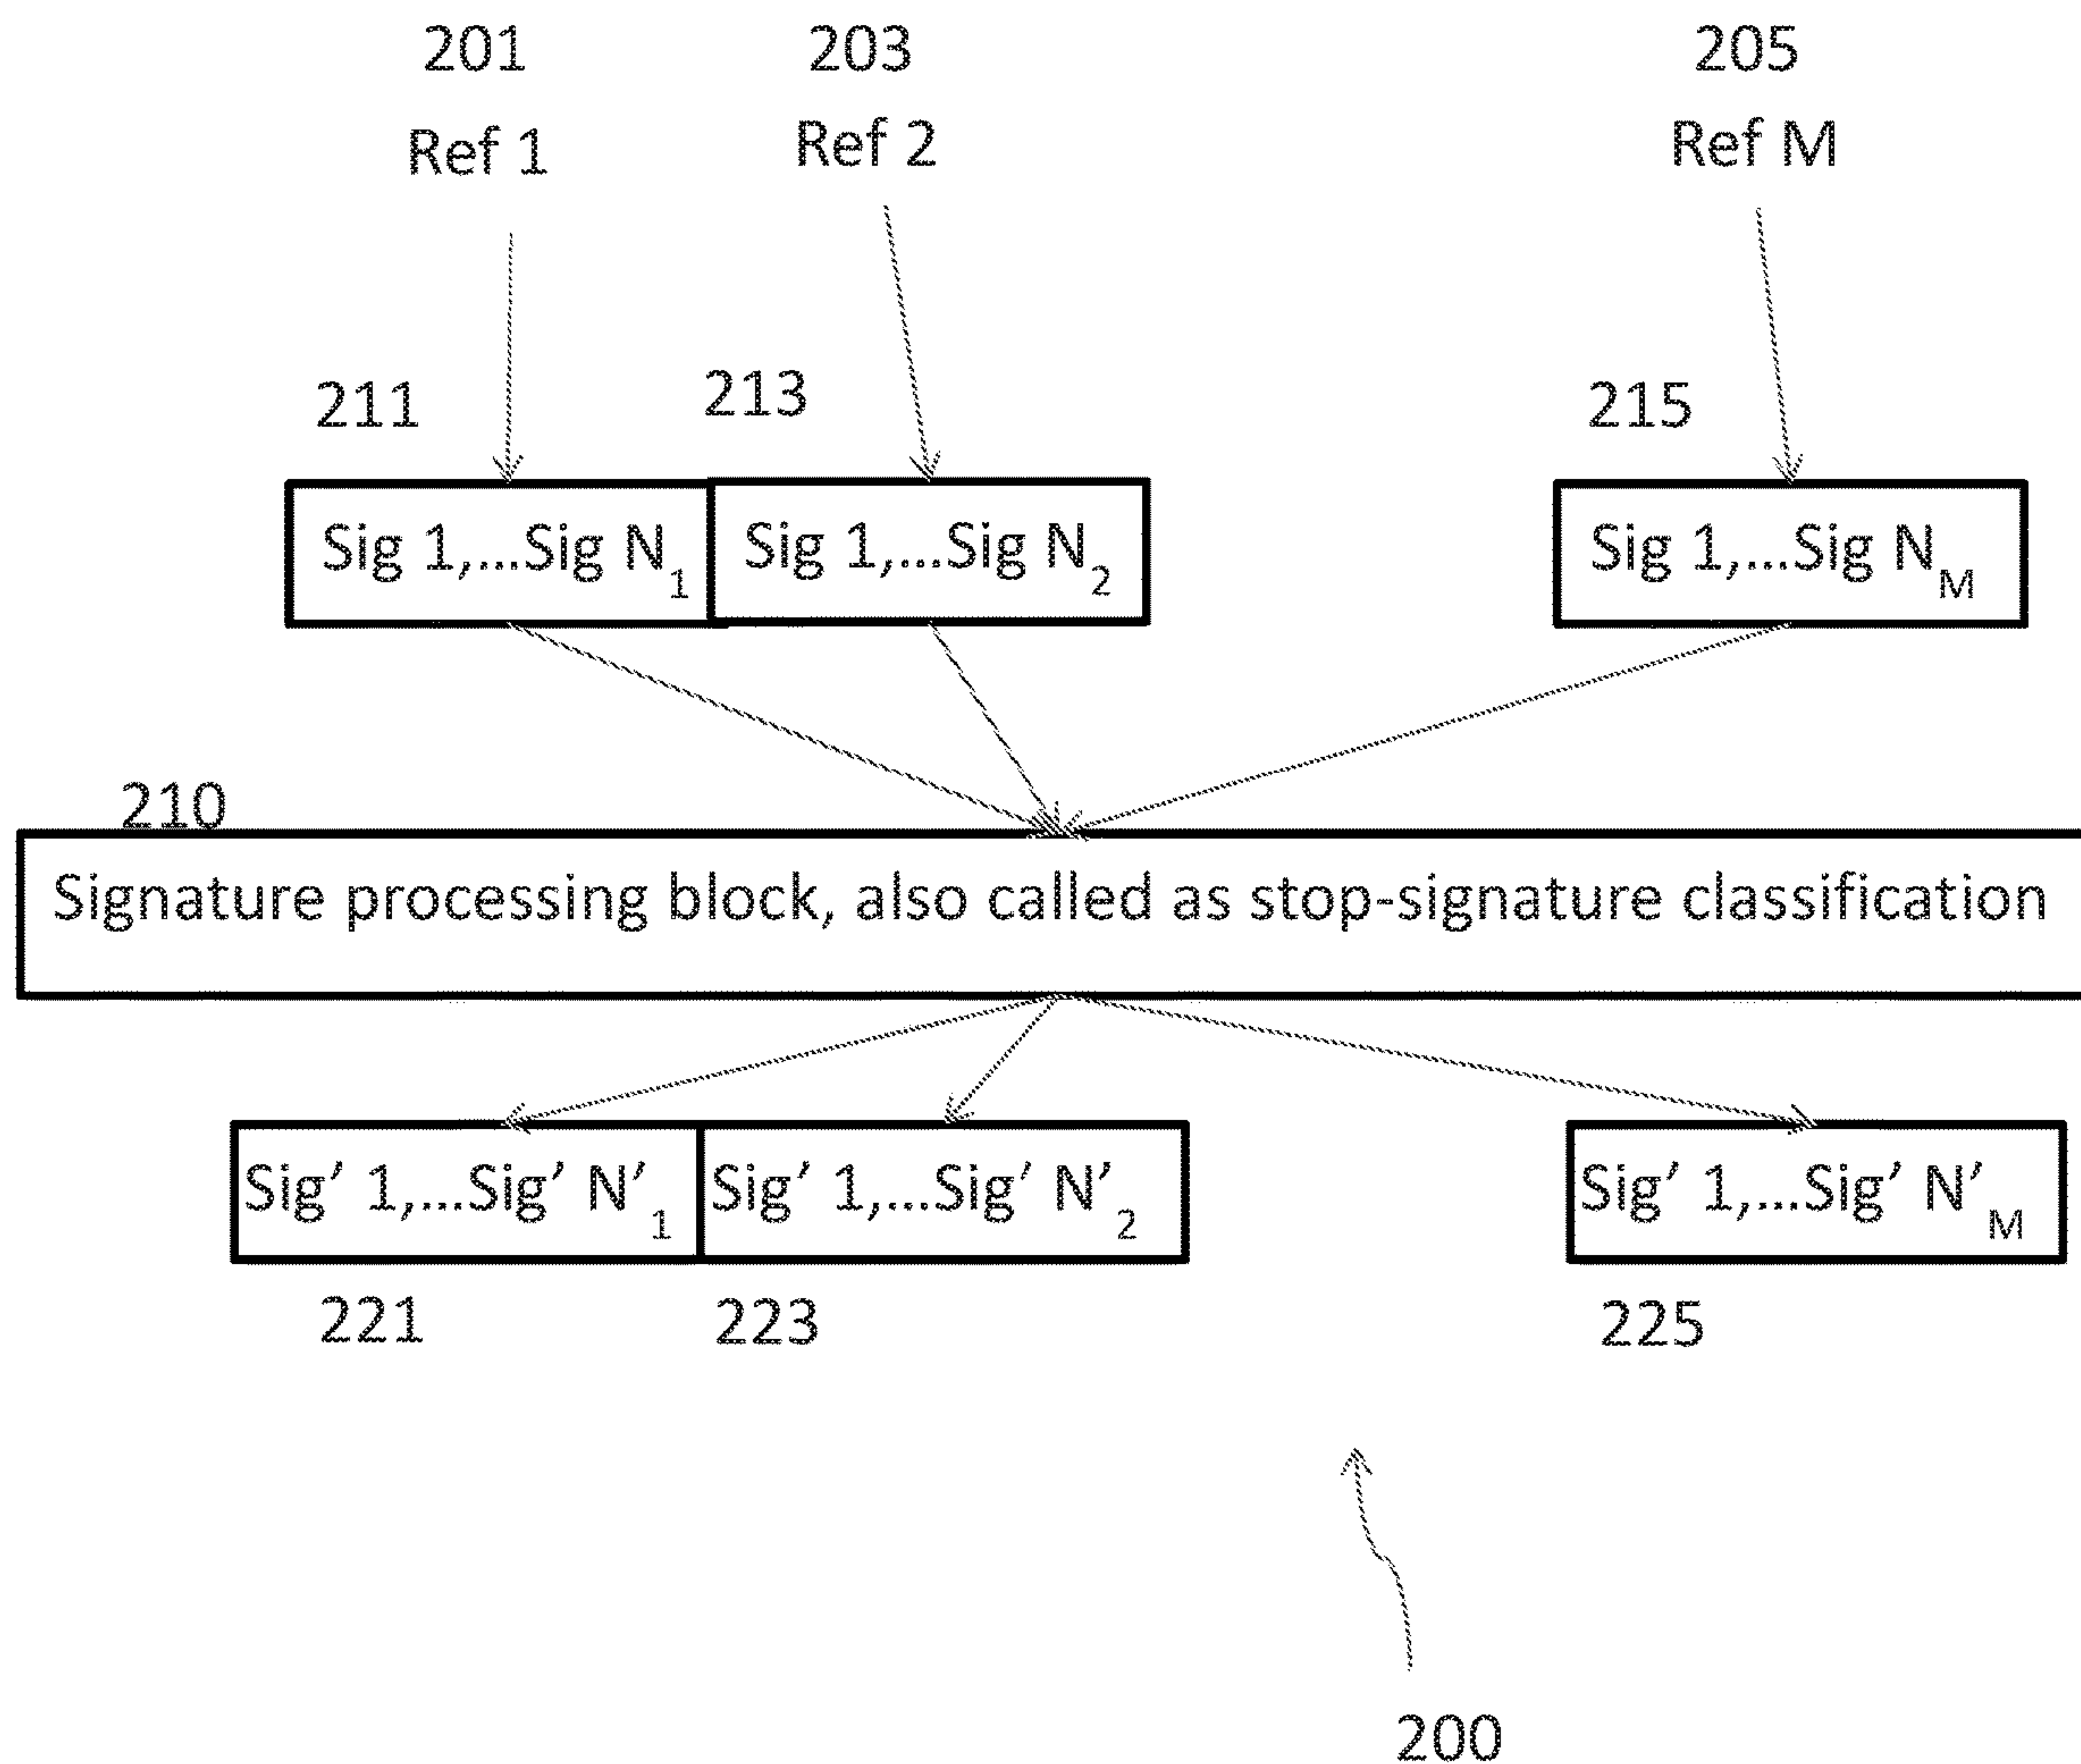 201 203 205
Ref 1 Ref 2 Ref M
211 213 215
Sig 1,...Sig N₁ Sig 1,...Sig N₂ Sig 1,...Sig N_M
210
Signature processing block, also called as stop-signature classification
Sig' 1,...Sig' N'₁ Sig' 1,...Sig' N'₂ Sig' 1,...Sig' N'_M
221 223 225
200